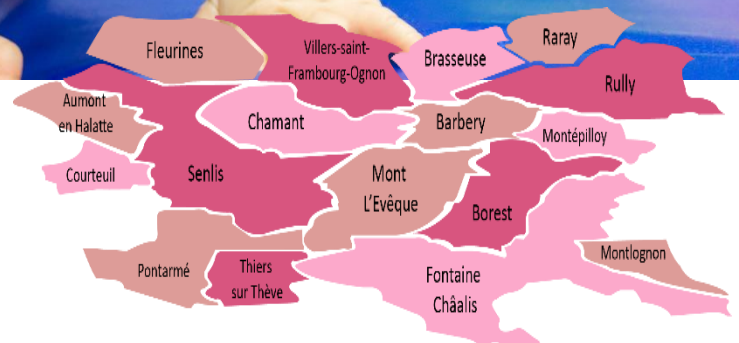 Fleurines
Villers-saint-
Frambourg-Ognon
Brasseuse
Raray
Rully
Aumont
en Halatte
Chamant
Barbery
Montépilloy
Courteuil
Senlis
Mont
L'Evêque
Borest
Pontarmé
Thiers
sur Thève
Fontaine
Châalis
Montlognon